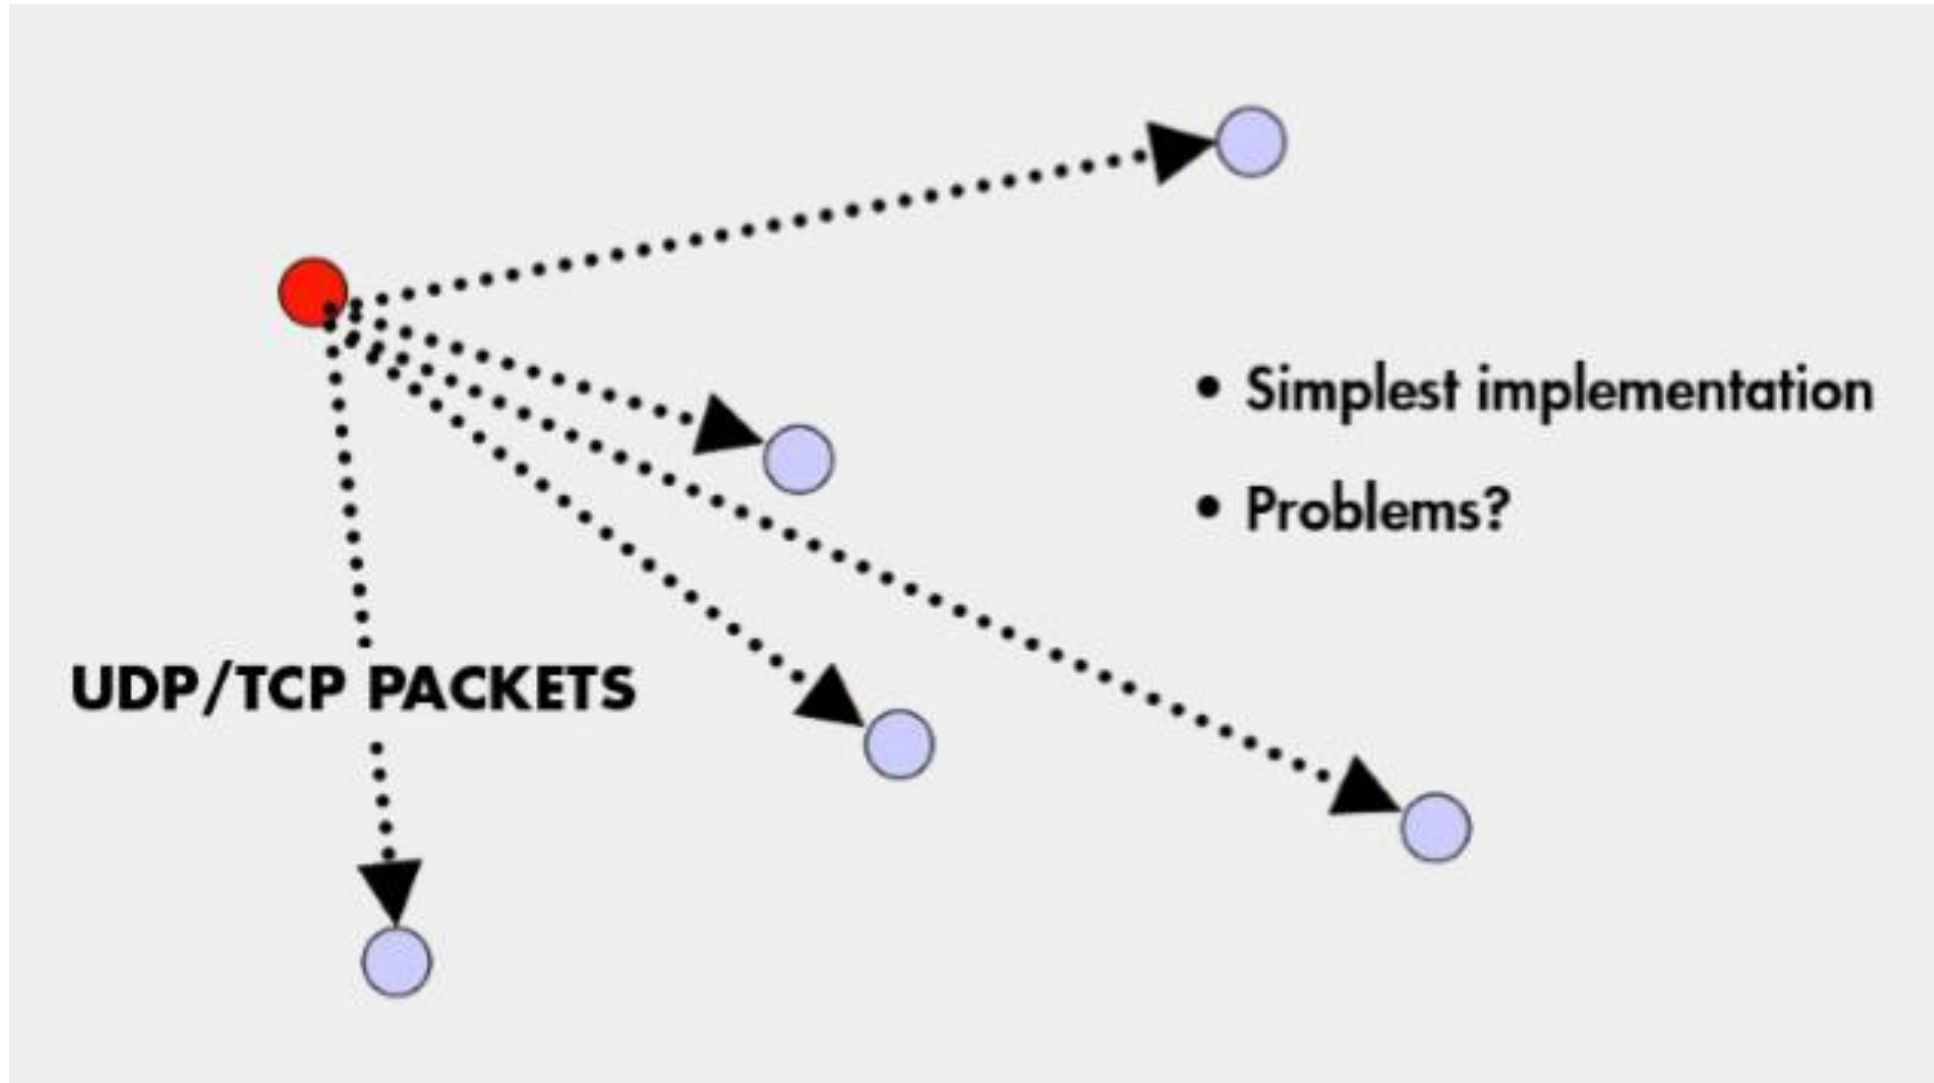 • Simplest implementation
• Problems?
UDP/TCP PACKETS